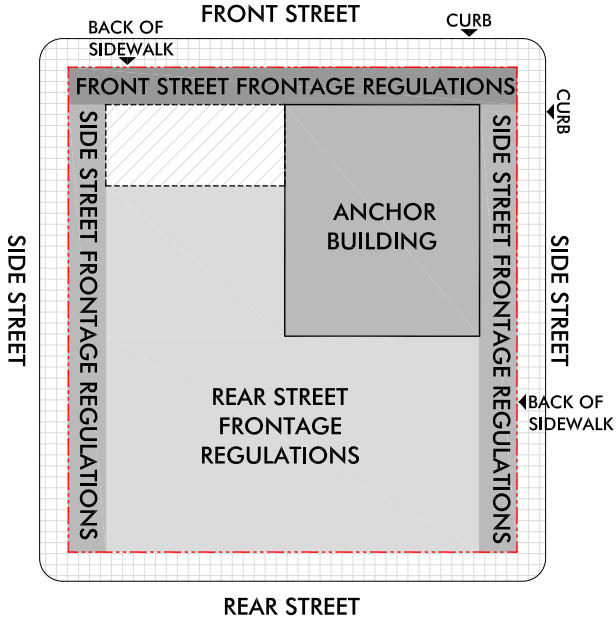 FRONT STREET
BACK OF
SIDEWALK
CURB
FRONT STREET FRONTAGE REGULATIONS
CURB
SIDE STREET FRONTAGE REGULATIONS
SIDE STREET FRONTAGE REGULATIONS
ANCHOR
BUILDING
SIDE STREET
SIDE STREET
REAR STREET
FRONTAGE
REGULATIONS
BACK OF
SIDEWALK
REAR STREET